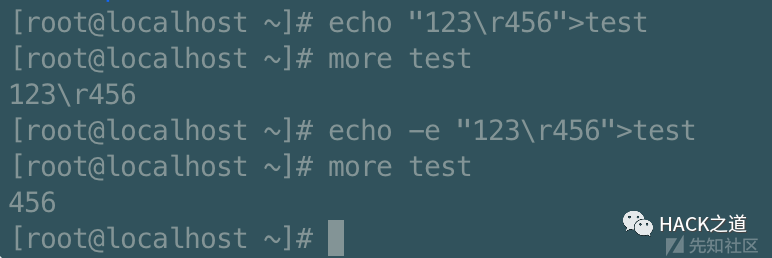 [root@localhost ~]# echo "123\r456">test
[root@localhost ~]# more test
123\r456
[root@localhost ~]# echo -e "123\r456">test
[root@localhost ~]# more test
456
[root@localhost ~]#
HACK之道
先知社区